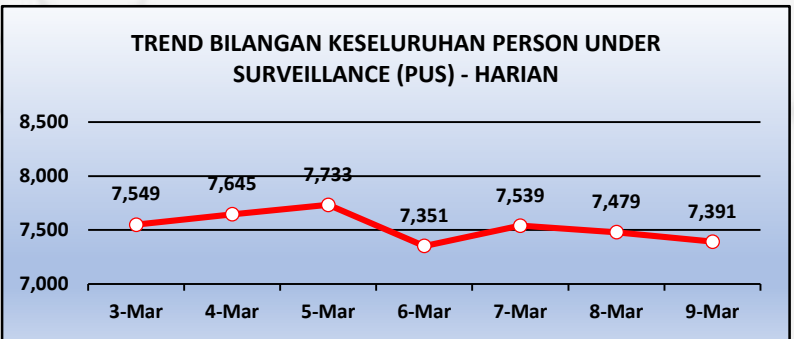 TREND BILANGAN KESELURUHAN PERSON UNDER
SURVEILLANCE (PUS) - HARIAN
8,500
8,000
7,500
7,000
7,549
7,645
7,733
7,351
7,539
7,479
7,391
3-Mar
4-Mar
5-Mar
6-Mar
7-Mar
8-Mar
9-Mar